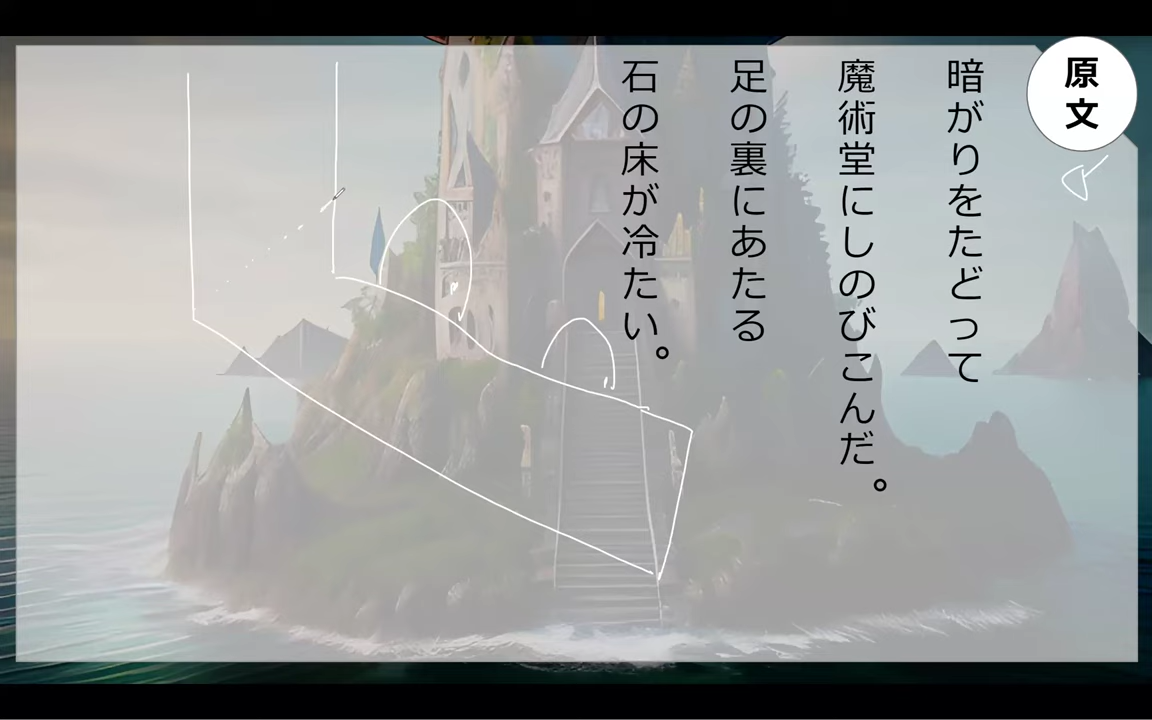 原文
暗がりをたどって
魔術堂にしのびこんだ。
足の裏にあたる
石の床が冷たい。